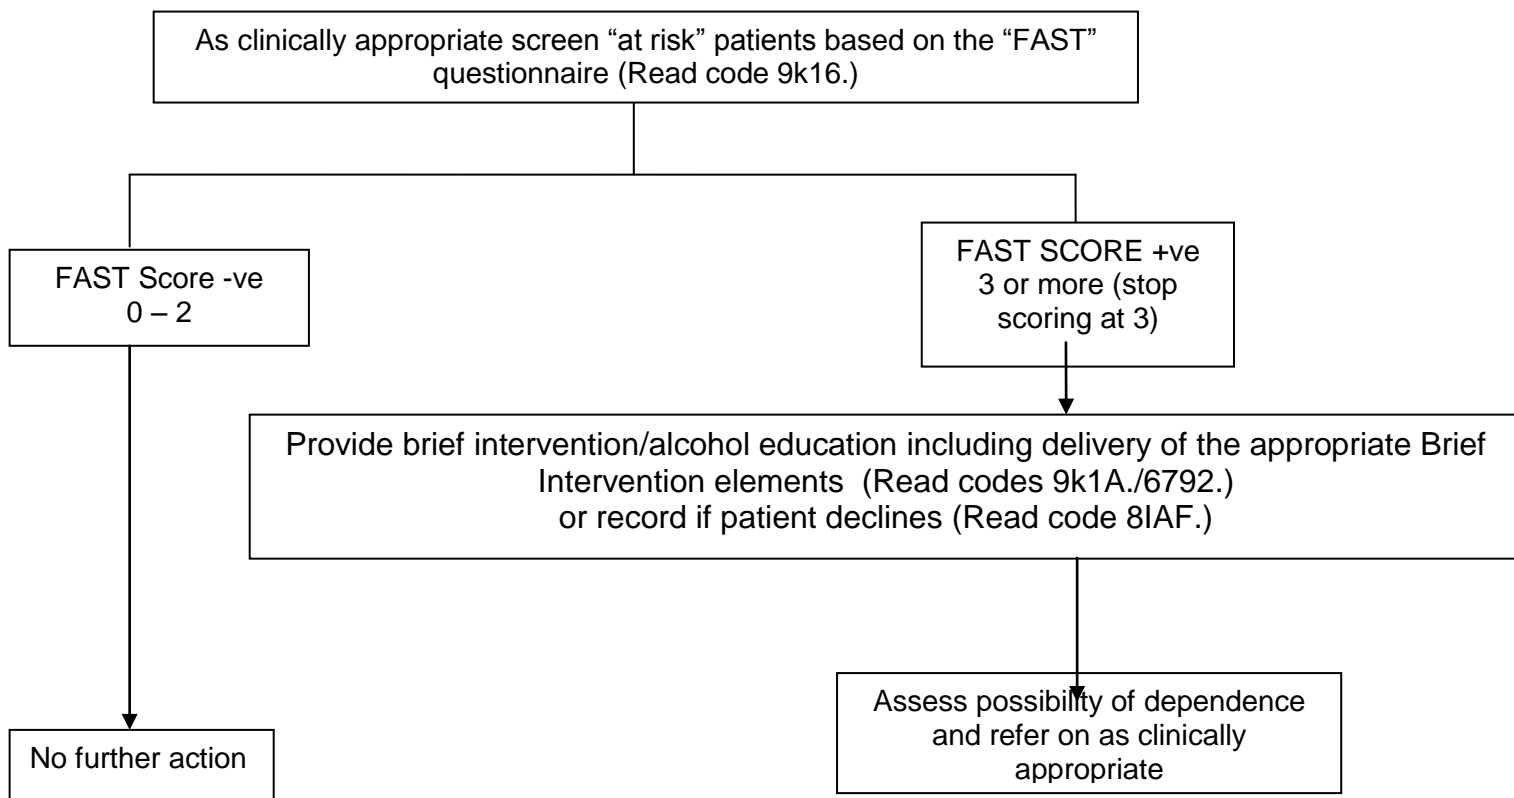 As clinically appropriate screen “at risk” patients based on the “FAST”
questionnaire (Read code 9k16.)
FAST Score -ve
0 – 2
FAST SCORE +ve
3 or more (stop
scoring at 3)
Provide brief intervention/alcohol education including delivery of the appropriate Brief
Intervention elements (Read codes 9k1A./6792.)
or record if patient declines (Read code 8IAF.)
Assess possibility of dependence
and refer on as clinically
appropriate
No further action